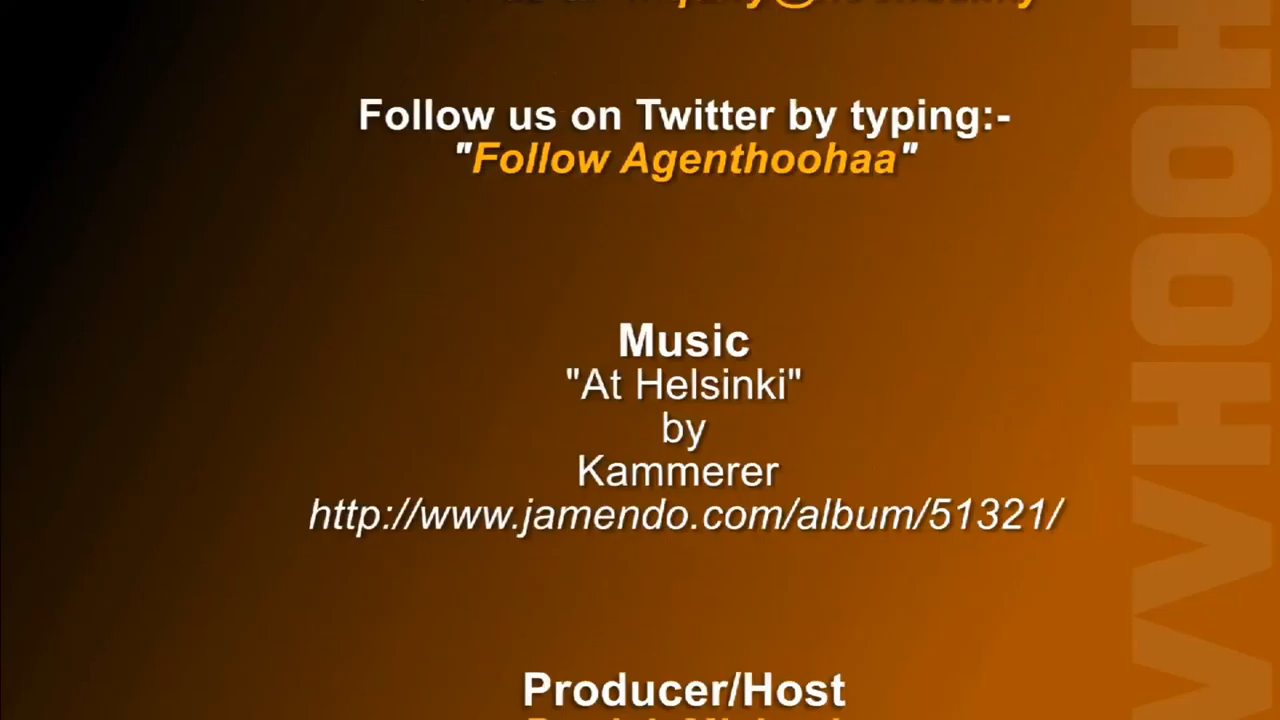 Follow us on Twitter by typing:-
"Follow Agenthoohaa"
Music
"At Helsinki"
by
Kammerer
http://www.jamendo.com/album/51321/
Producer/Host
WHOOH